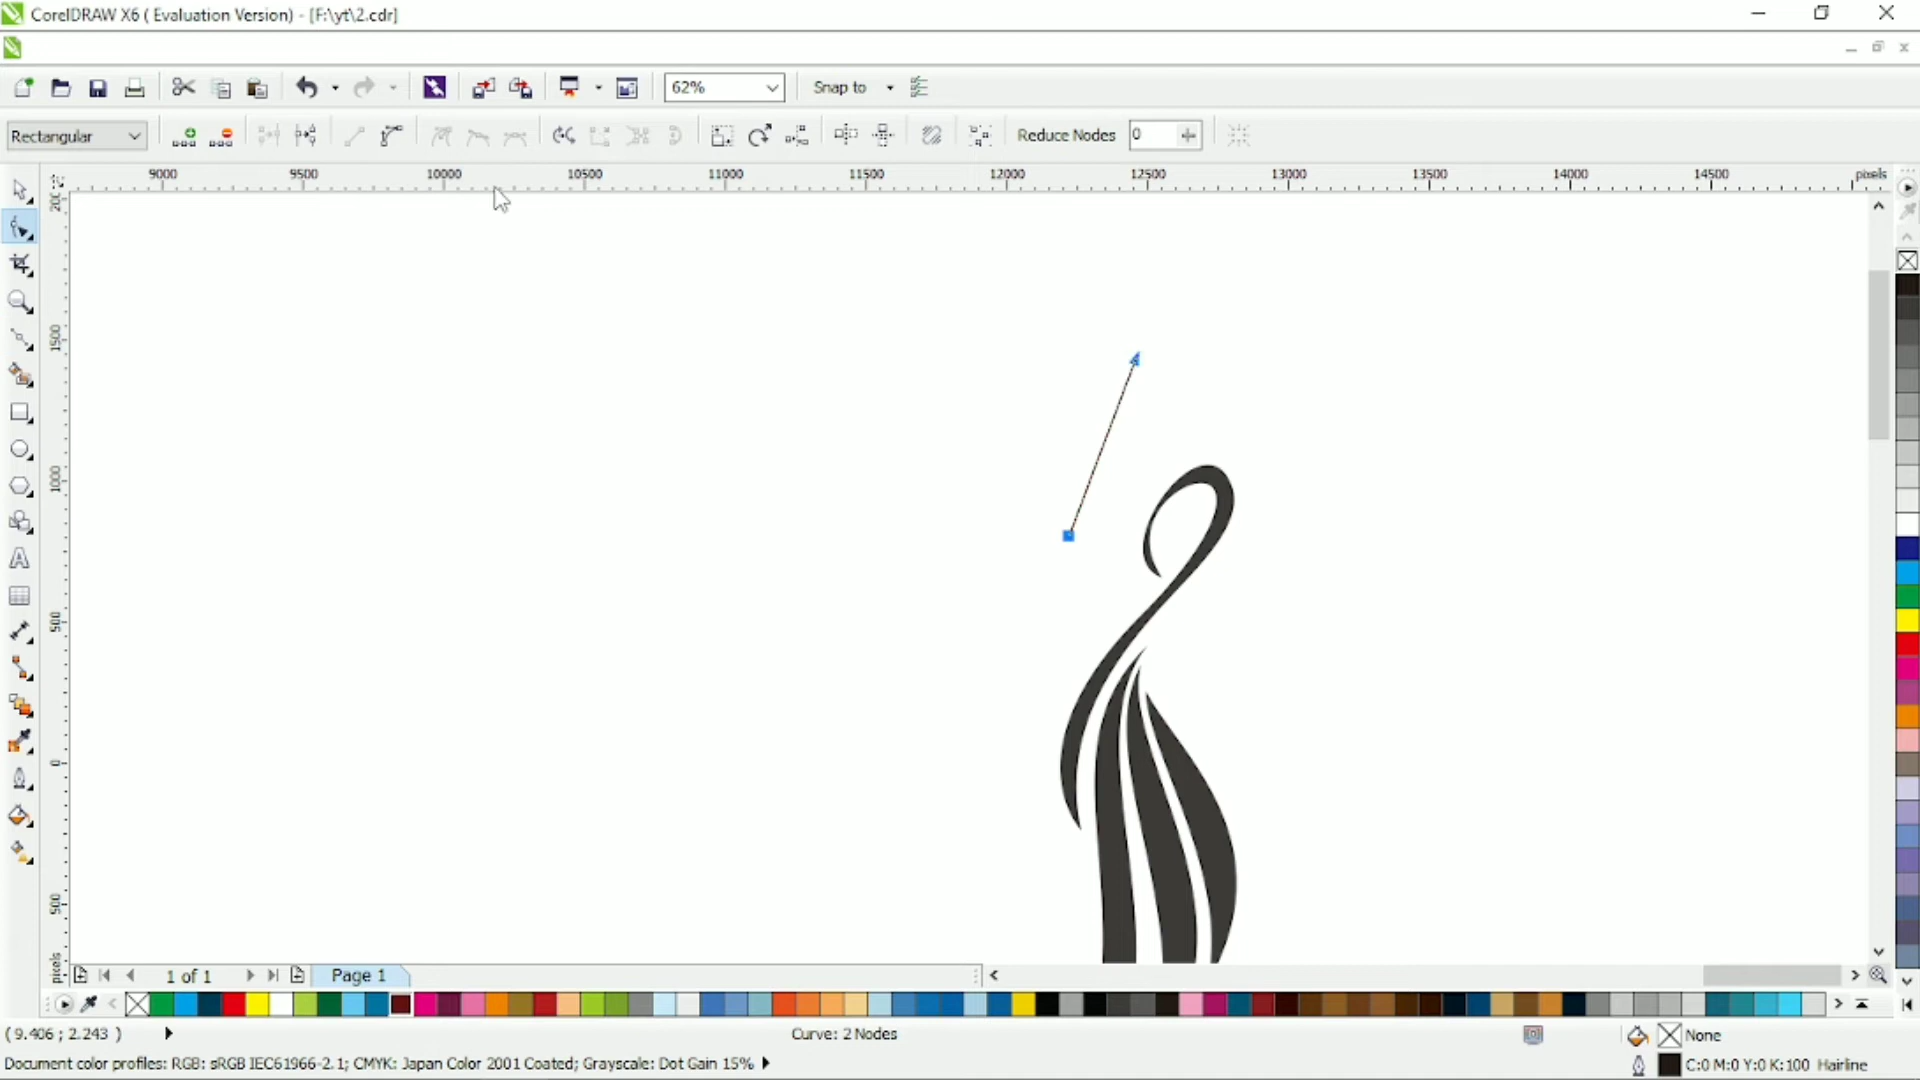 CorelDRAW X6 ( Evaluation Version) - [F:\yt\2.cdr]
62%
Snap to
Rectangular
Reduce Nodes
0
9000 9500 10000 10500 11000 11500 12000 12500 13000 13500 14000 14500 pixels
1500
1000
500
0
500
pixels
1 of 1
Page 1
( 9.406 ; 2.243 )
Curve: 2 Nodes
None
Document color profiles: RGB: sRGB IEC61966-2.1; CMYK: Japan Color 2001 Coated; Grayscale: Dot Gain 15%
C:0 M:0 Y:0 K:100 Hairline